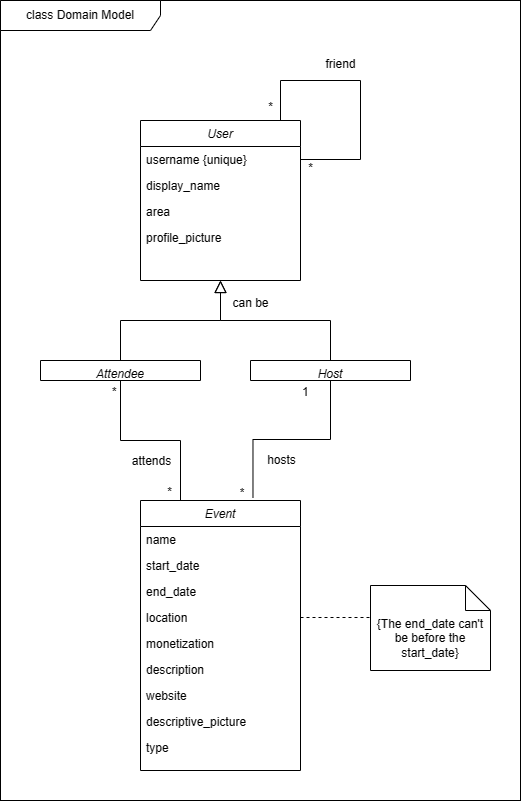 class Domain Model
friend
*
User
*
username {unique}
display_name
area
profile_picture
can be
Attendee
Host
*
1
attends
hosts
*
*
Event
name
start_date
end_date
location
monetization
description
website
descriptive_picture
type
{The end_date can't
be before the
start_date}